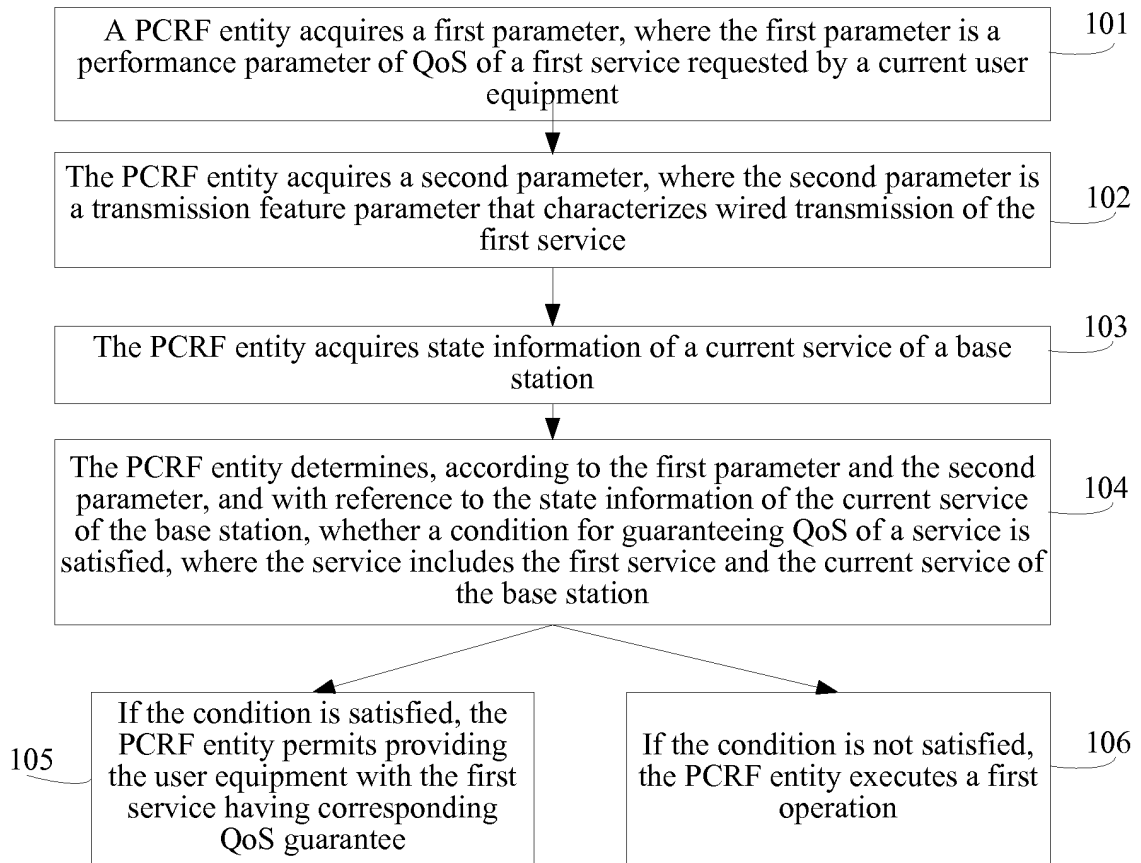 A PCRF entity acquires a first parameter, where the first parameter is a
performance parameter of QoS of a first service requested by a current user
equipment
101
The PCRF entity acquires a second parameter, where the second parameter is
a transmission feature parameter that characterizes wired transmission of the
first service
102
The PCRF entity acquires state information of a current service of a base
station
103
The PCRF entity determines, according to the first parameter and the second
parameter, and with reference to the state information of the current service
of the base station, whether a condition for guaranteeing QoS of a service is
satisfied, where the service includes the first service and the current service of
the base station
104
105
If the condition is satisfied, the
PCRF entity permits providing
the user equipment with the first
service having corresponding
QoS guarantee
If the condition is not satisfied,
the PCRF entity executes a first
operation
106